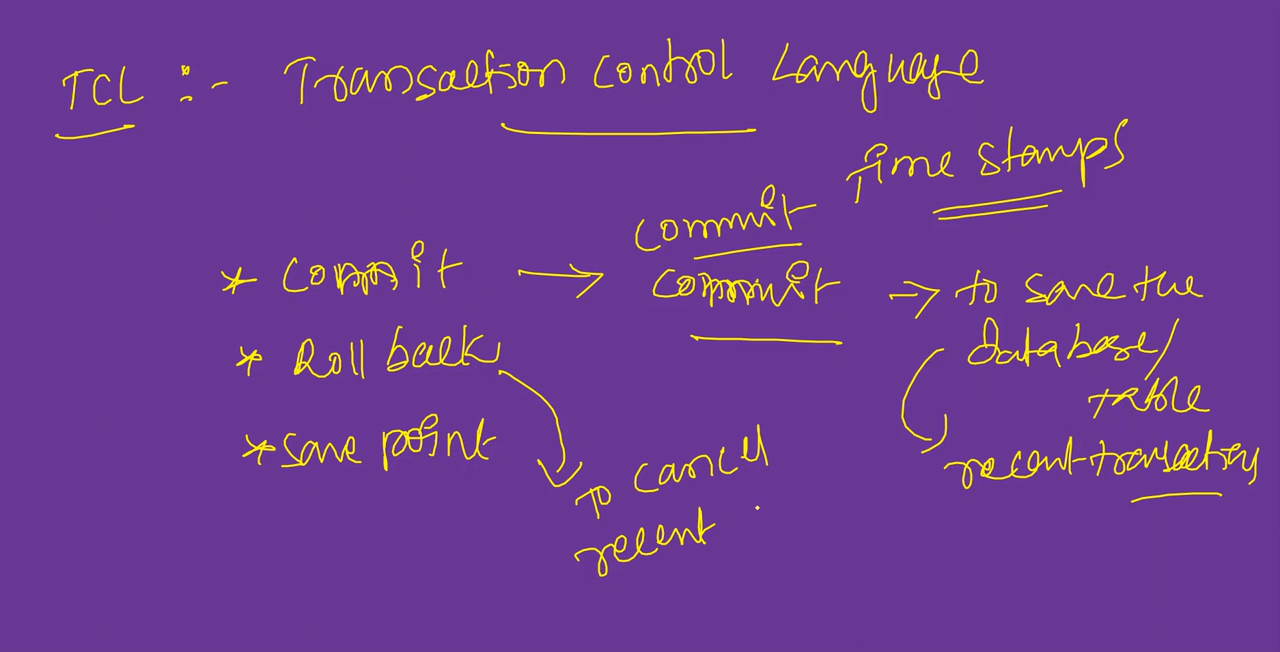 TCL :- Transaction control Language
Time stamps
commit
* Commit → commit → to save the
database/
table
recent transactions
* Roll back
* save point
To cancel
recent